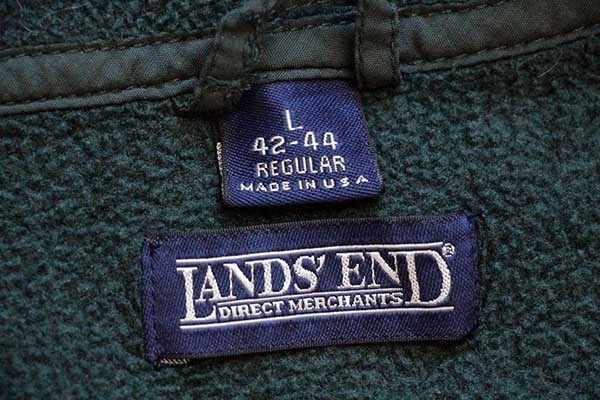 L
42-44
REGULAR
MADE IN USA
LANDS' END®
DIRECT MERCHANTS